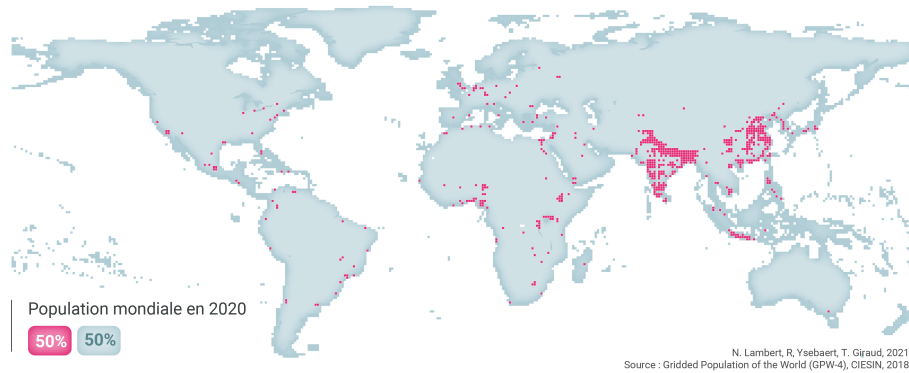 Population mondiale en 2020
50% 50%
N. Lambert, R, Ysebaert, T. Giraud, 2021
Source : Gridded Population of the World (GPW-4), CIESIN, 2018